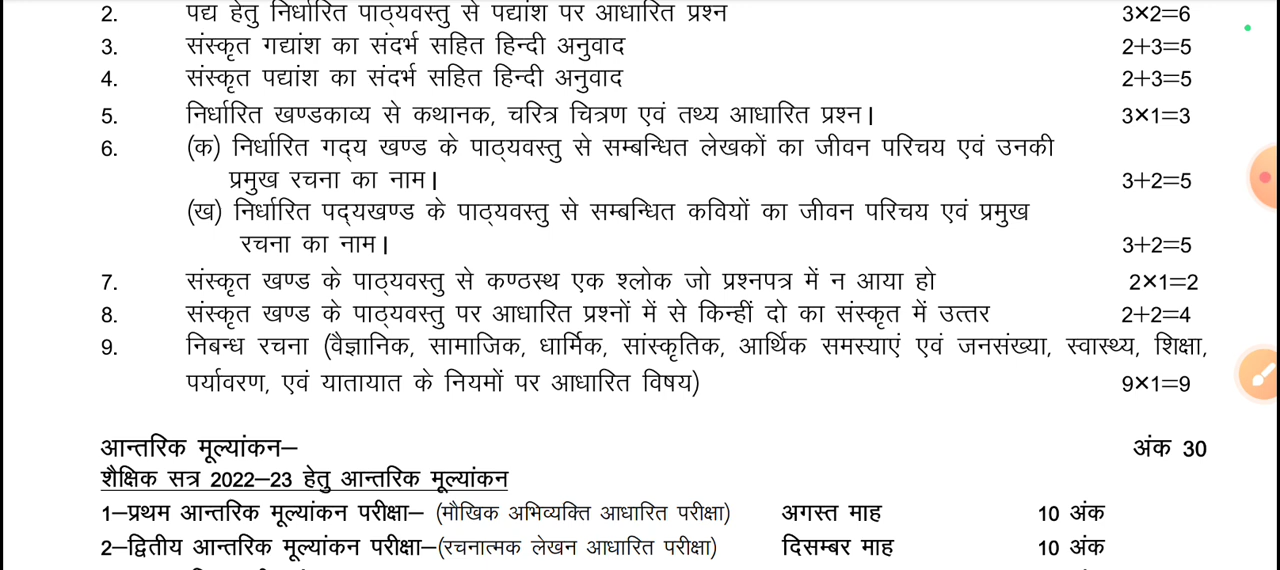 2. पद्य हेतु निर्धारित पाठ्यवस्तु से पद्यांश पर आधारित प्रश्न 3×2=6
3. संस्कृत गद्यांश का संदर्भ सहित हिन्दी अनुवाद 2+3=5
4. संस्कृत पद्यांश का संदर्भ सहित हिन्दी अनुवाद 2+3=5
5. निर्धारित खण्डकाव्य से कथानक, चरित्र चित्रण एवं तथ्य आधारित प्रश्न। 3×1=3
6. (क) निर्धारित गद्य खण्ड के पाठ्यवस्तु से सम्बन्धित लेखकों का जीवन परिचय एवं उनकी
प्रमुख रचना का नाम। 3+2=5
(ख) निर्धारित पद्यखण्ड के पाठ्यवस्तु से सम्बन्धित कवियों का जीवन परिचय एवं प्रमुख
रचना का नाम। 3+2=5
7. संस्कृत खण्ड के पाठ्यवस्तु से कण्ठस्थ एक श्लोक जो प्रश्नपत्र में न आया हो 2×1=2
8. संस्कृत खण्ड के पाठ्यवस्तु पर आधारित प्रश्नों में से किन्हीं दो का संस्कृत में उत्तर 2+2=4
9. निबन्ध रचना (वैज्ञानिक, सामाजिक, धार्मिक, सांस्कृतिक, आर्थिक समस्याएं एवं जनसंख्या, स्वास्थ्य, शिक्षा,
पर्यावरण, एवं यातायात के नियमों पर आधारित विषय) 9×1=9
आन्तरिक मूल्यांकन– अंक 30
शैक्षिक सत्र 2022–23 हेतु आन्तरिक मूल्यांकन
1–प्रथम आन्तरिक मूल्यांकन परीक्षा– (मौखिक अभिव्यक्ति आधारित परीक्षा) अगस्त माह 10 अंक
2–द्वितीय आन्तरिक मूल्यांकन परीक्षा–(रचनात्मक लेखन आधारित परीक्षा) दिसम्बर माह 10 अंक